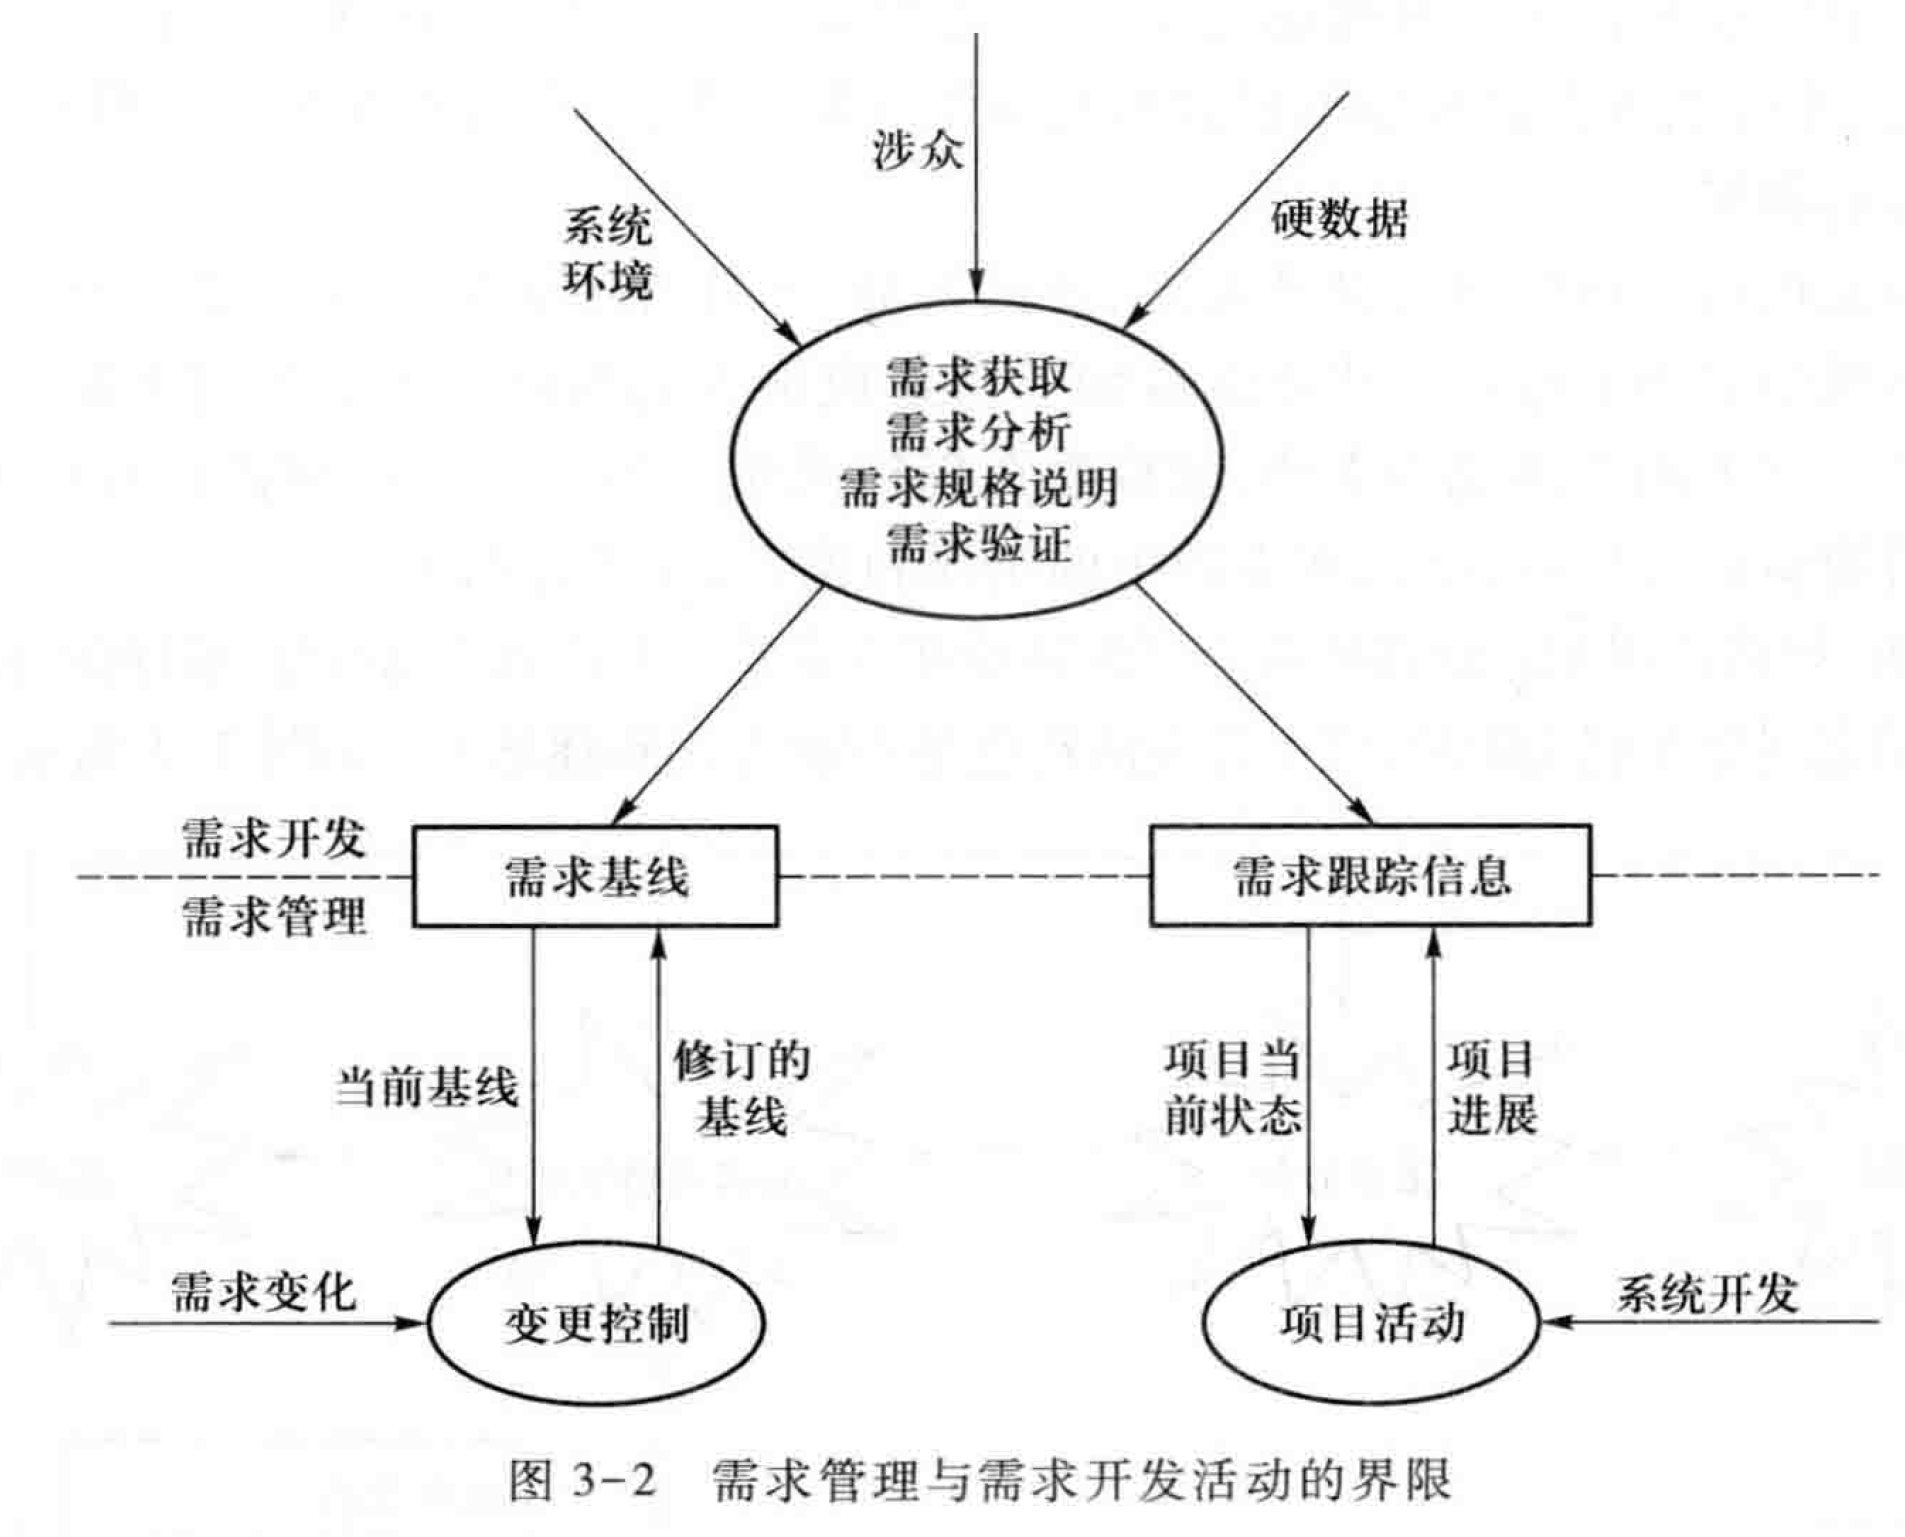 涉众
系统
环境
硬数据
需求获取
需求分析
需求规格说明
需求验证
需求开发
需求管理
需求基线
需求跟踪信息
当前基线
修订的
基线
项目当
前状态
项目
进展
需求变化
变更控制
项目活动
系统开发
图 3-2 需求管理与需求开发活动的界限